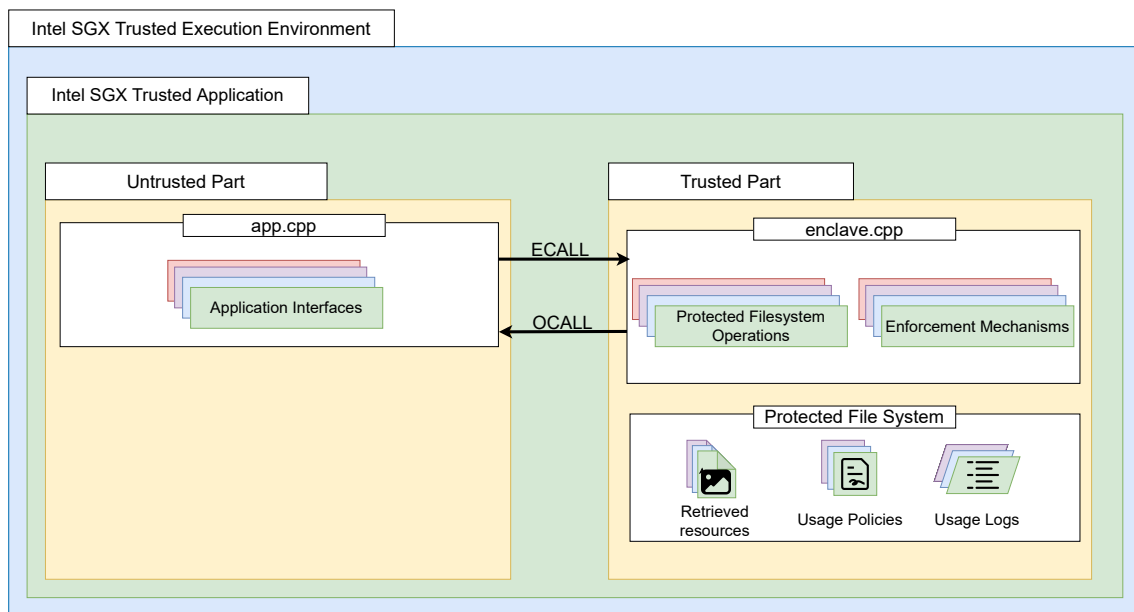 Intel SGX Trusted Execution Environment
Intel SGX Trusted Application
Untrusted Part
app.cpp
Application Interfaces
ECALL
OCALL
Trusted Part
enclave.cpp
Protected Filesystem
Operations
Enforcement Mechanisms
Protected File System
Retrieved
resources
Usage Policies
Usage Logs